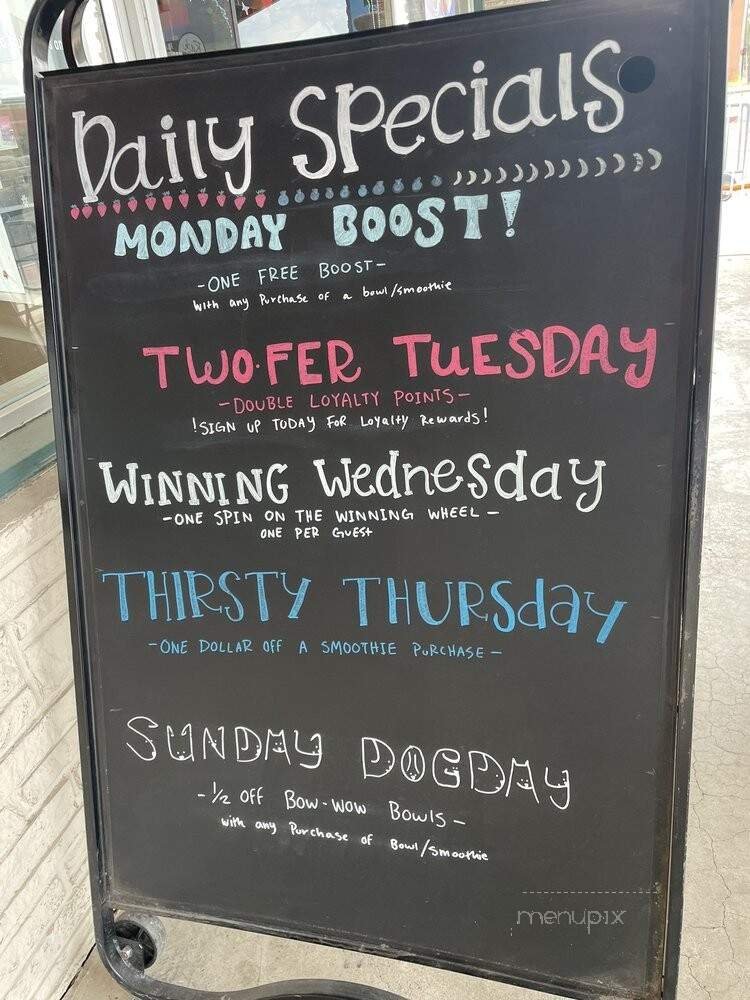 Daily Specials
MONDAY BOOST!
-ONE FREE BOOST-
with any Purchase of a bowl/smoothie
TWO·FER TUESDAY
-DOUBLE LOYALTY POINTS-
!SIGN UP TODAY FOR Loyalty Rewards!
WINNING Wednesday
-ONE SPIN ON THE WINNING WHEEL-
ONE PER GUEST
THIRSTY THURSday
-ONE DOLLAR OFF A SMOOTHIE PURCHASE-
SUNDAY DOGDAY
-1/2 OFF BOW-WOW Bowls-
with any Purchase of Bowl/Smoothie
menupix